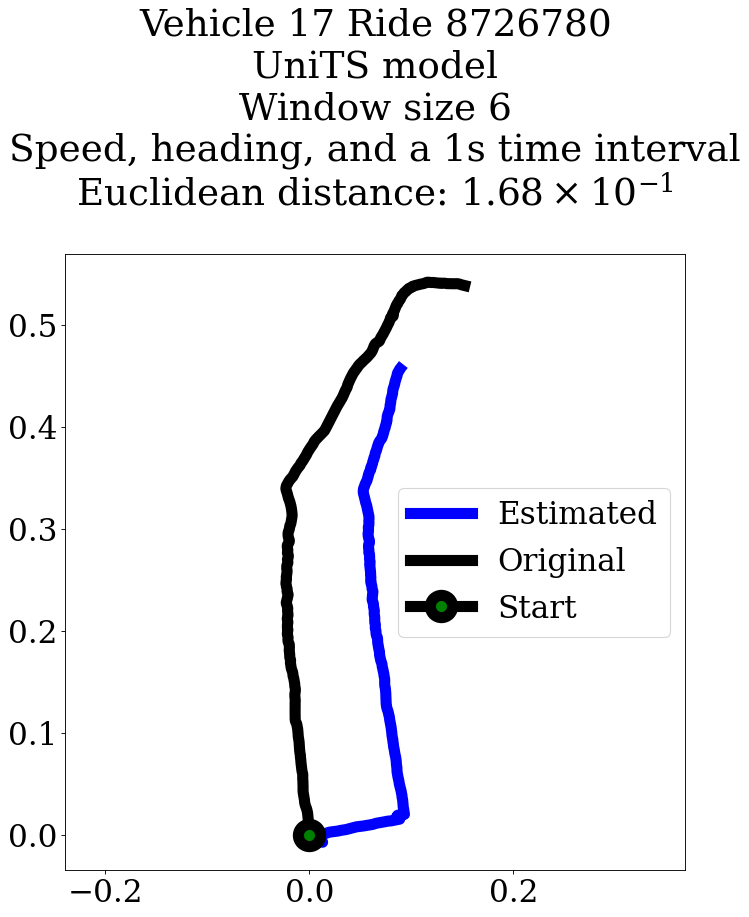 Vehicle 17 Ride 8726780
UniTS model
Window size 6
Speed, heading, and a 1s time interval
Euclidean distance: 1.68 × 10⁻¹
0.5
0.4
0.3
0.2
0.1
0.0
Estimated
Original
Start
−0.2 0.0 0.2